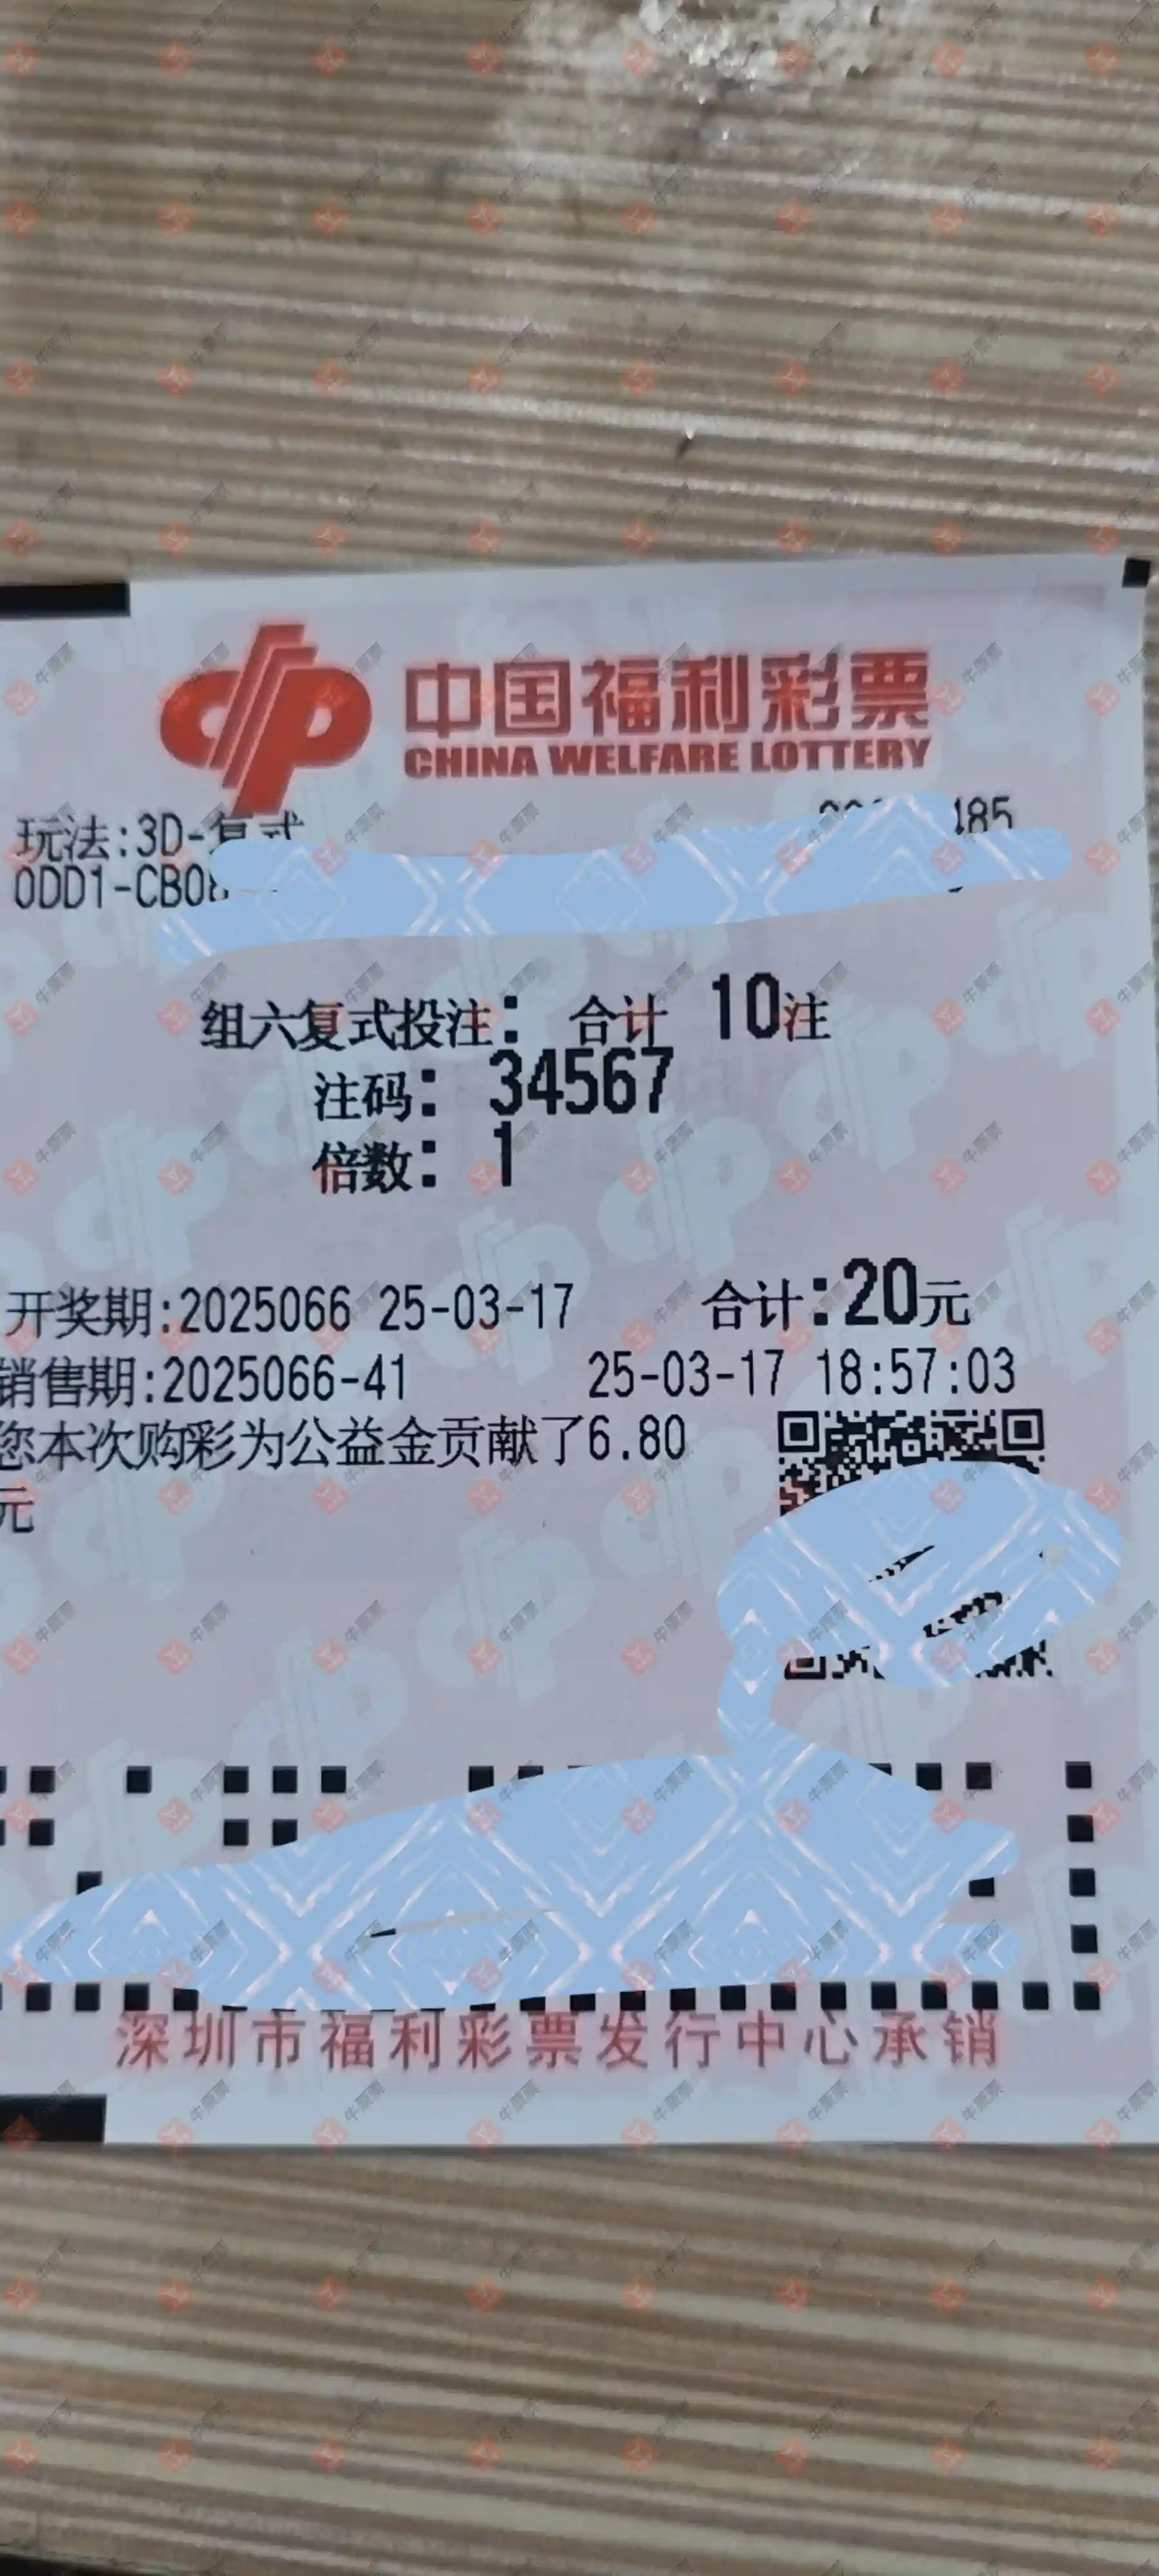 中国福利彩票
CHINA WELFARE LOTTERY
玩法:3D-复式
485
0DD1-CB08
组六复式投注: 合计 10注
注码: 34567
倍数: 1
开奖期:2025066 25-03-17 合计:20元
销售期:2025066-41 25-03-17 18:57:03
您本次购彩为公益金贡献了6.80
元
深圳市福利彩票发行中心承销
牛票票